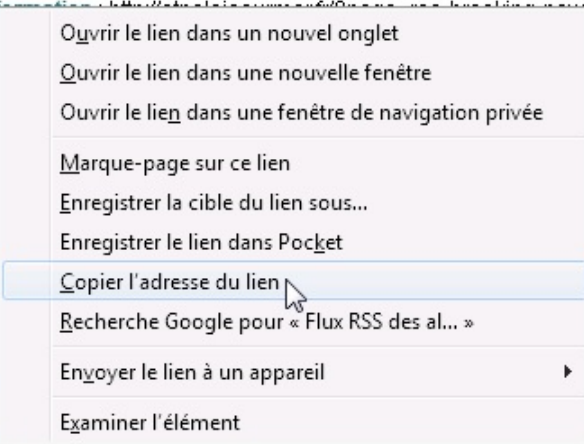 Ouvrir le lien dans un nouvel onglet
Ouvrir le lien dans une nouvelle fenêtre
Ouvrir le lien dans une fenêtre de navigation privée
Marque-page sur ce lien
Enregistrer la cible du lien sous...
Enregistrer le lien dans Pocket
Copier l'adresse du lien
Recherche Google pour « Flux RSS des al... »
Envoyer le lien à un appareil
Examiner l'élément